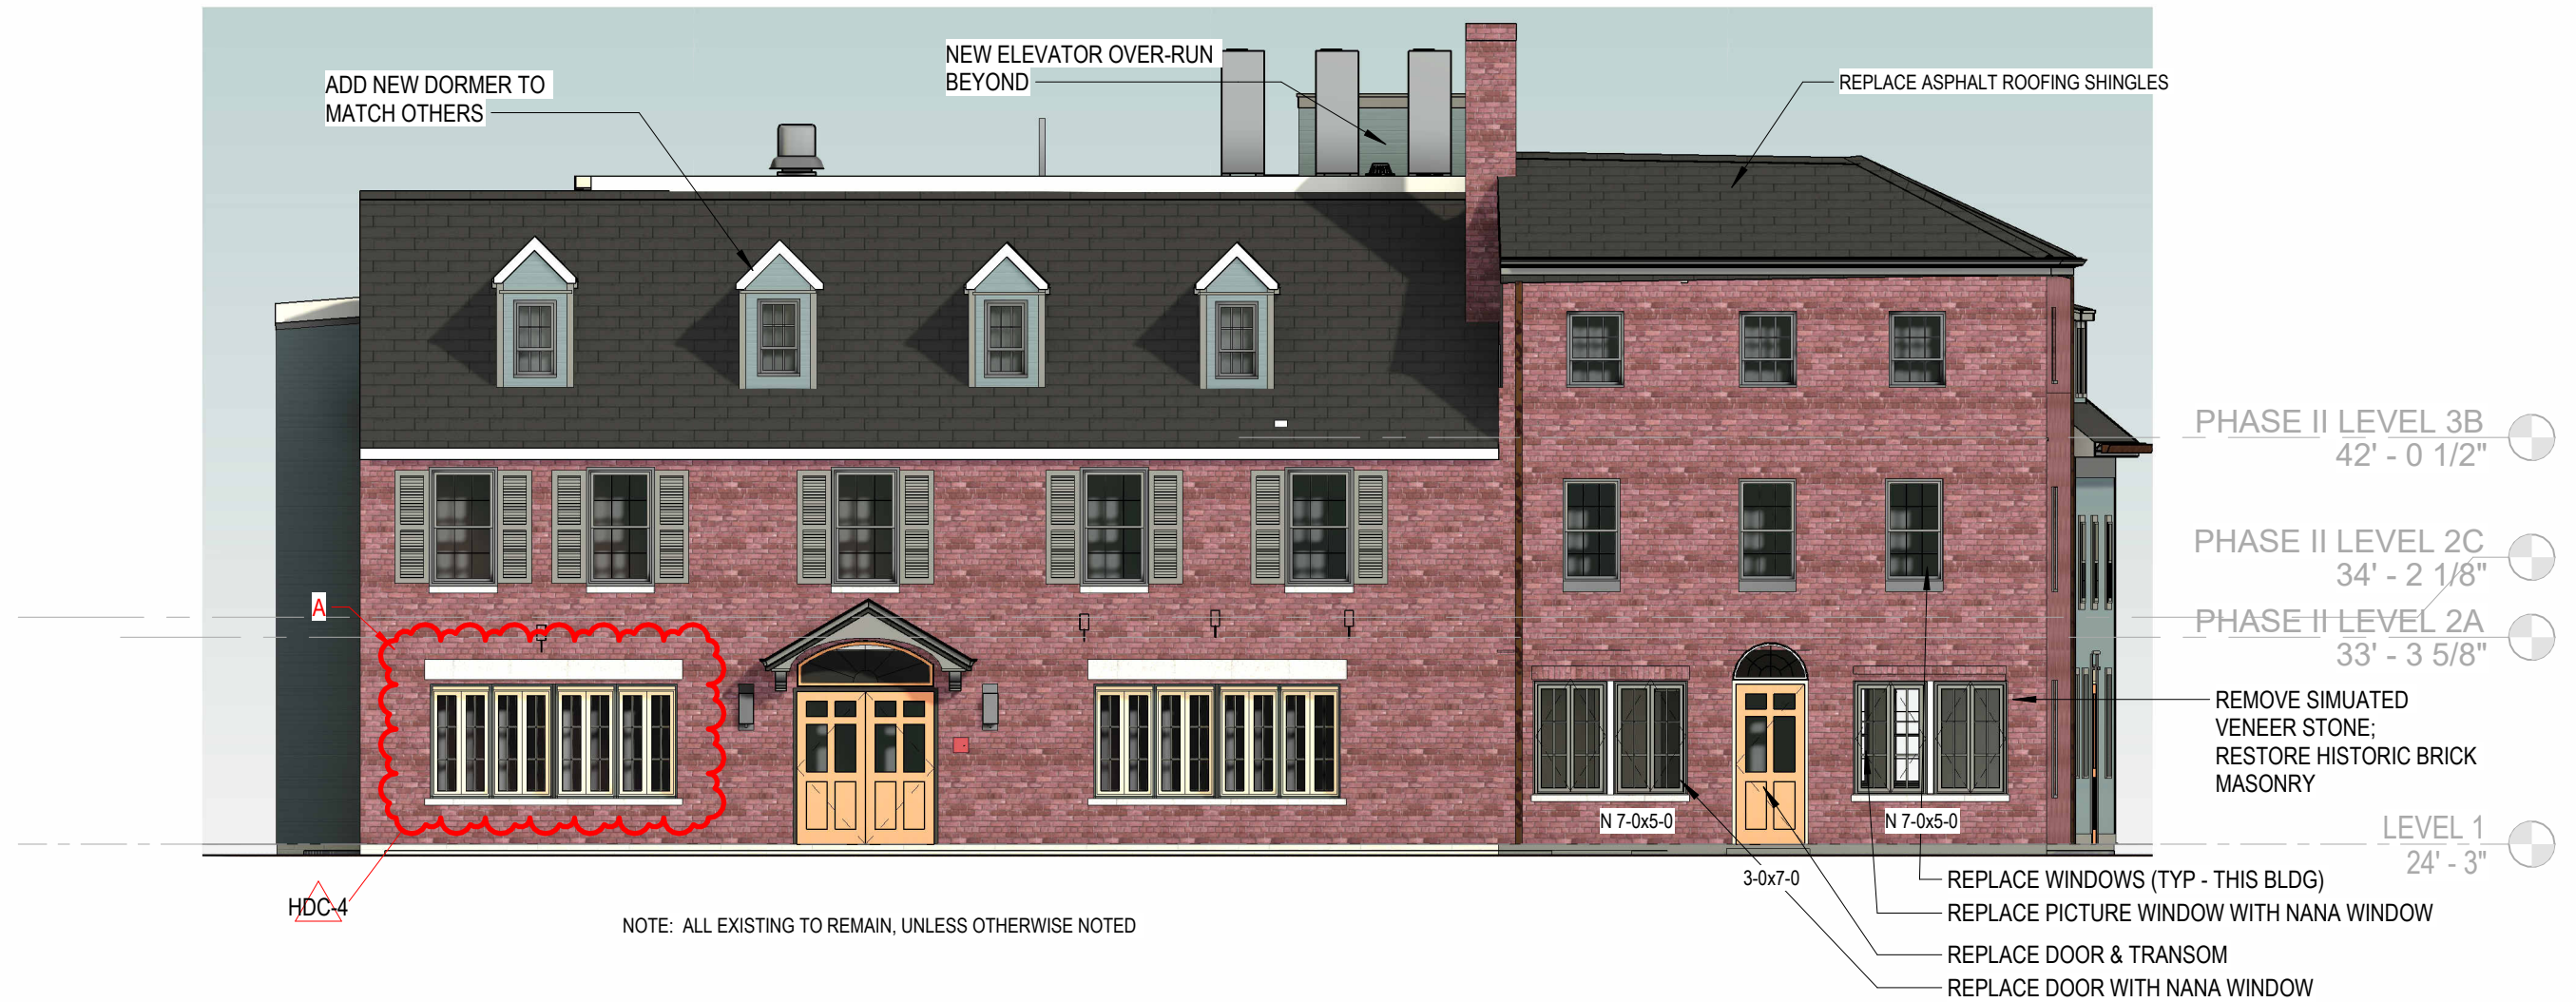 NEW ELEVATOR OVER-RUN
BEYOND
ADD NEW DORMER TO
MATCH OTHERS
REPLACE ASPHALT ROOFING SHINGLES
PHASE II LEVEL 3B
42' - 0 1/2"
PHASE II LEVEL 2C
34' - 2 1/8"
A
PHASE II LEVEL 2A
33' - 3 5/8"
REMOVE SIMUATED
VENEER STONE;
RESTORE HISTORIC BRICK
MASONRY
N 7-0x5-0
N 7-0x5-0
LEVEL 1
24' - 3"
3-0x7-0
REPLACE WINDOWS (TYP - THIS BLDG)
HDC-4
REPLACE PICTURE WINDOW WITH NANA WINDOW
NOTE: ALL EXISTING TO REMAIN, UNLESS OTHERWISE NOTED
REPLACE DOOR & TRANSOM
REPLACE DOOR WITH NANA WINDOW